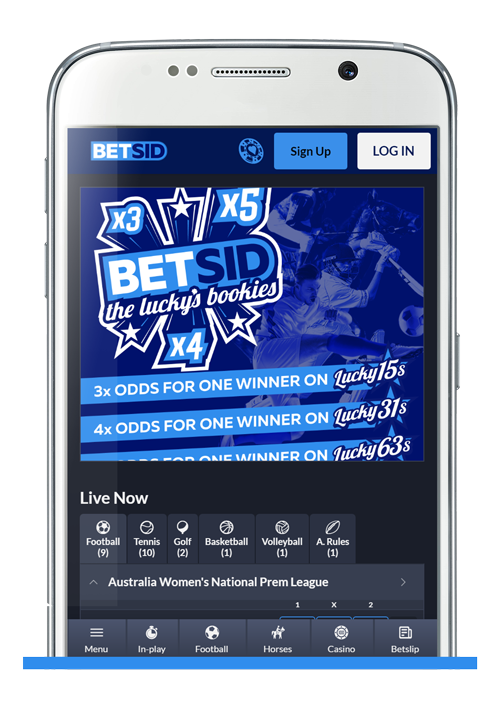 BETSID
Sign Up
LOG IN
x3
x5
BETSID
the lucky's bookies
x4
3x ODDS FOR ONE WINNER ON Lucky15s
4x ODDS FOR ONE WINNER ON Lucky31s
ODDS FOR ONE WINNER ON Lucky63s
Live Now
Football
(9)
Tennis
(10)
Golf
(2)
Basketball
(1)
Volleyball
(1)
A. Rules
(1)
Australia Women's National Prem League
1 X 2
Menu
In-play
Football
Horses
Casino
Betslip